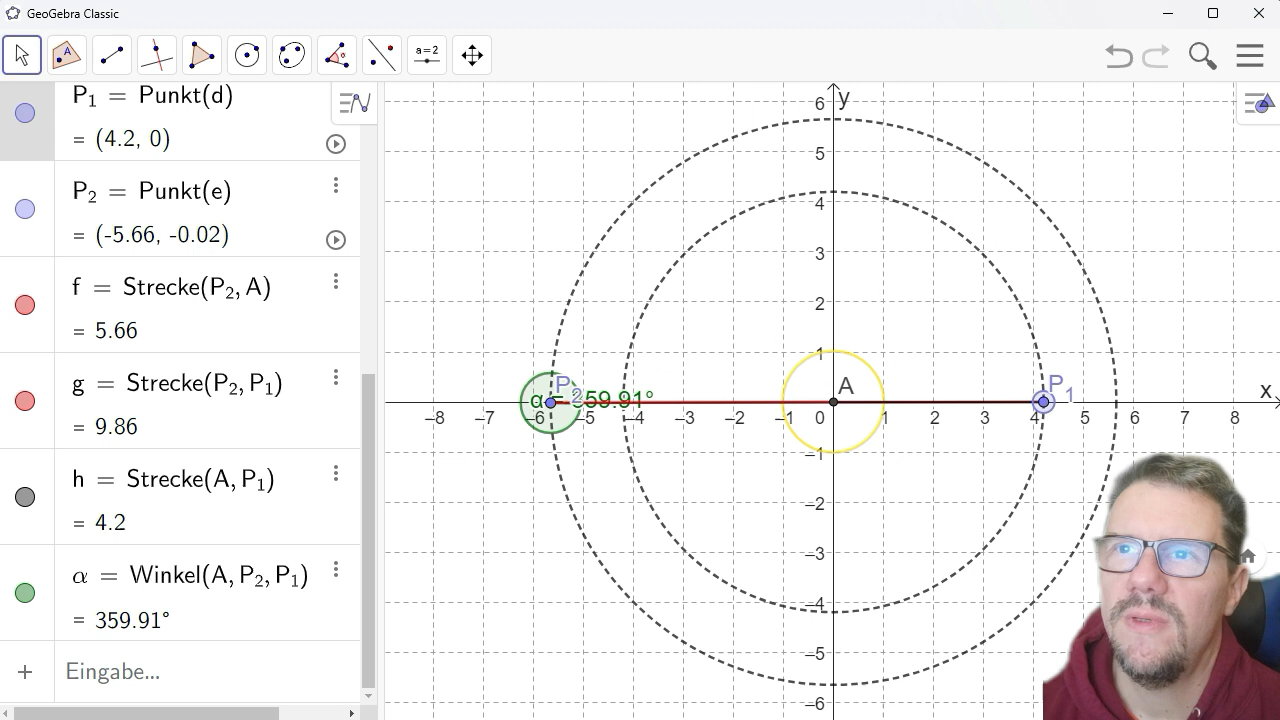 GeoGebra Classic
a=2
P₁ = Punkt(d)
= (4.2, 0)
P₂ = Punkt(e)
= (-5.66, -0.02)
f = Strecke(P₂, A)
= 5.66
g = Strecke(P₂, P₁)
= 9.86
h = Strecke(A, P₁)
= 4.2
α = Winkel(A, P₂, P₁)
= 359.91°
+ Eingabe...
y
6
5
4
3
2
1
P₂
A
P₁
x
α = 359.91°
–8 –7 –6 –5 –4 –3 –2 –1 0 1 2 3 4 5 6 7 8
–1
–2
–3
–4
–5
–6